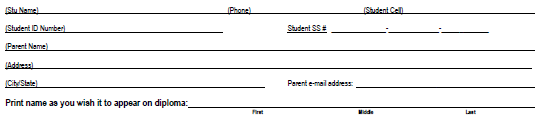 (Stu Name) (Phone) (Student Cell)
(Student ID Number) Student SS # - -
(Parent Name)
(Address)
(City/State) Parent e-mail address:
Print name as you wish it to appear on diploma:
First Middle Last